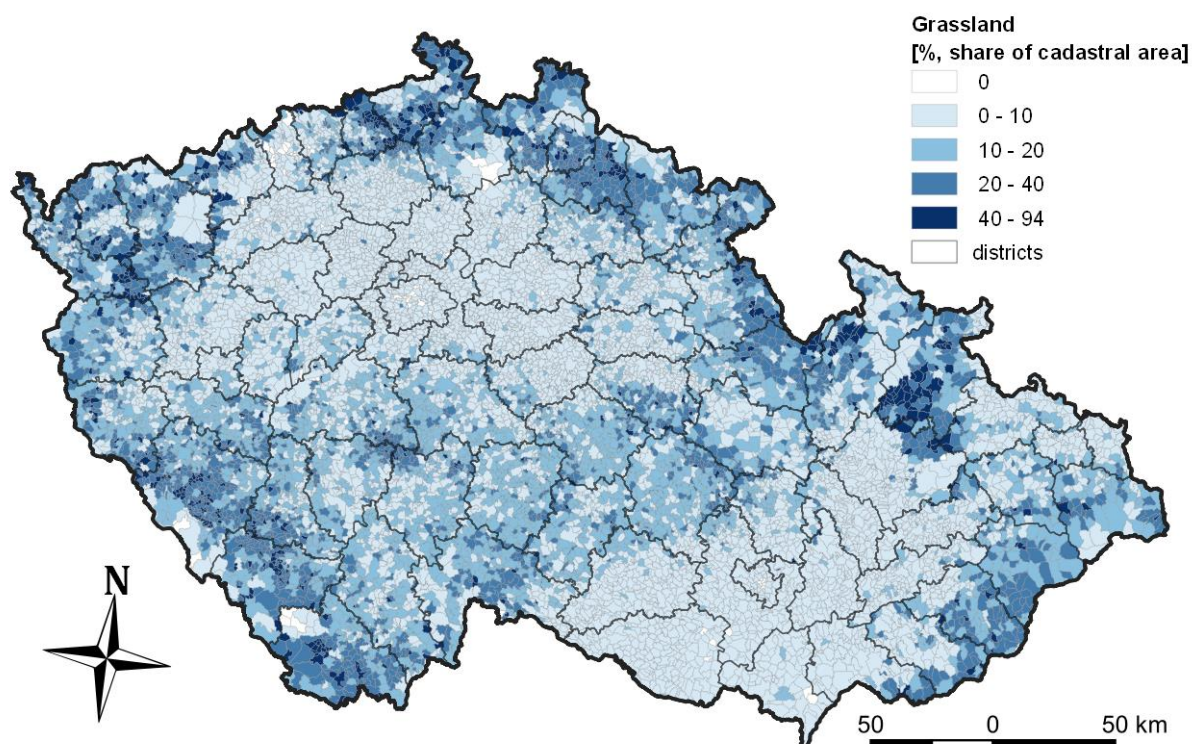 Grassland
[%, share of cadastral area]
0
0 - 10
10 - 20
20 - 40
40 - 94
districts
N
50 0 50 km